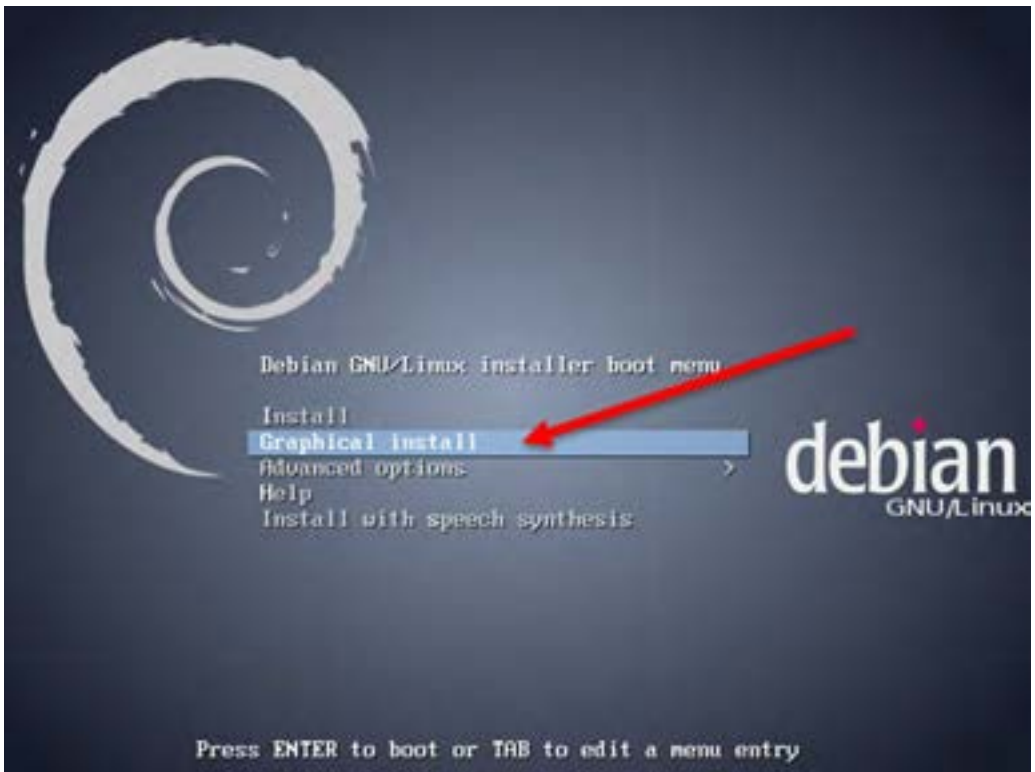 Debian GNU/Linux installer boot menu
Install
Graphical install
Advanced options >
Help
Install with speech synthesis
debian
GNU/Linux
Press ENTER to boot or TAB to edit a menu entry